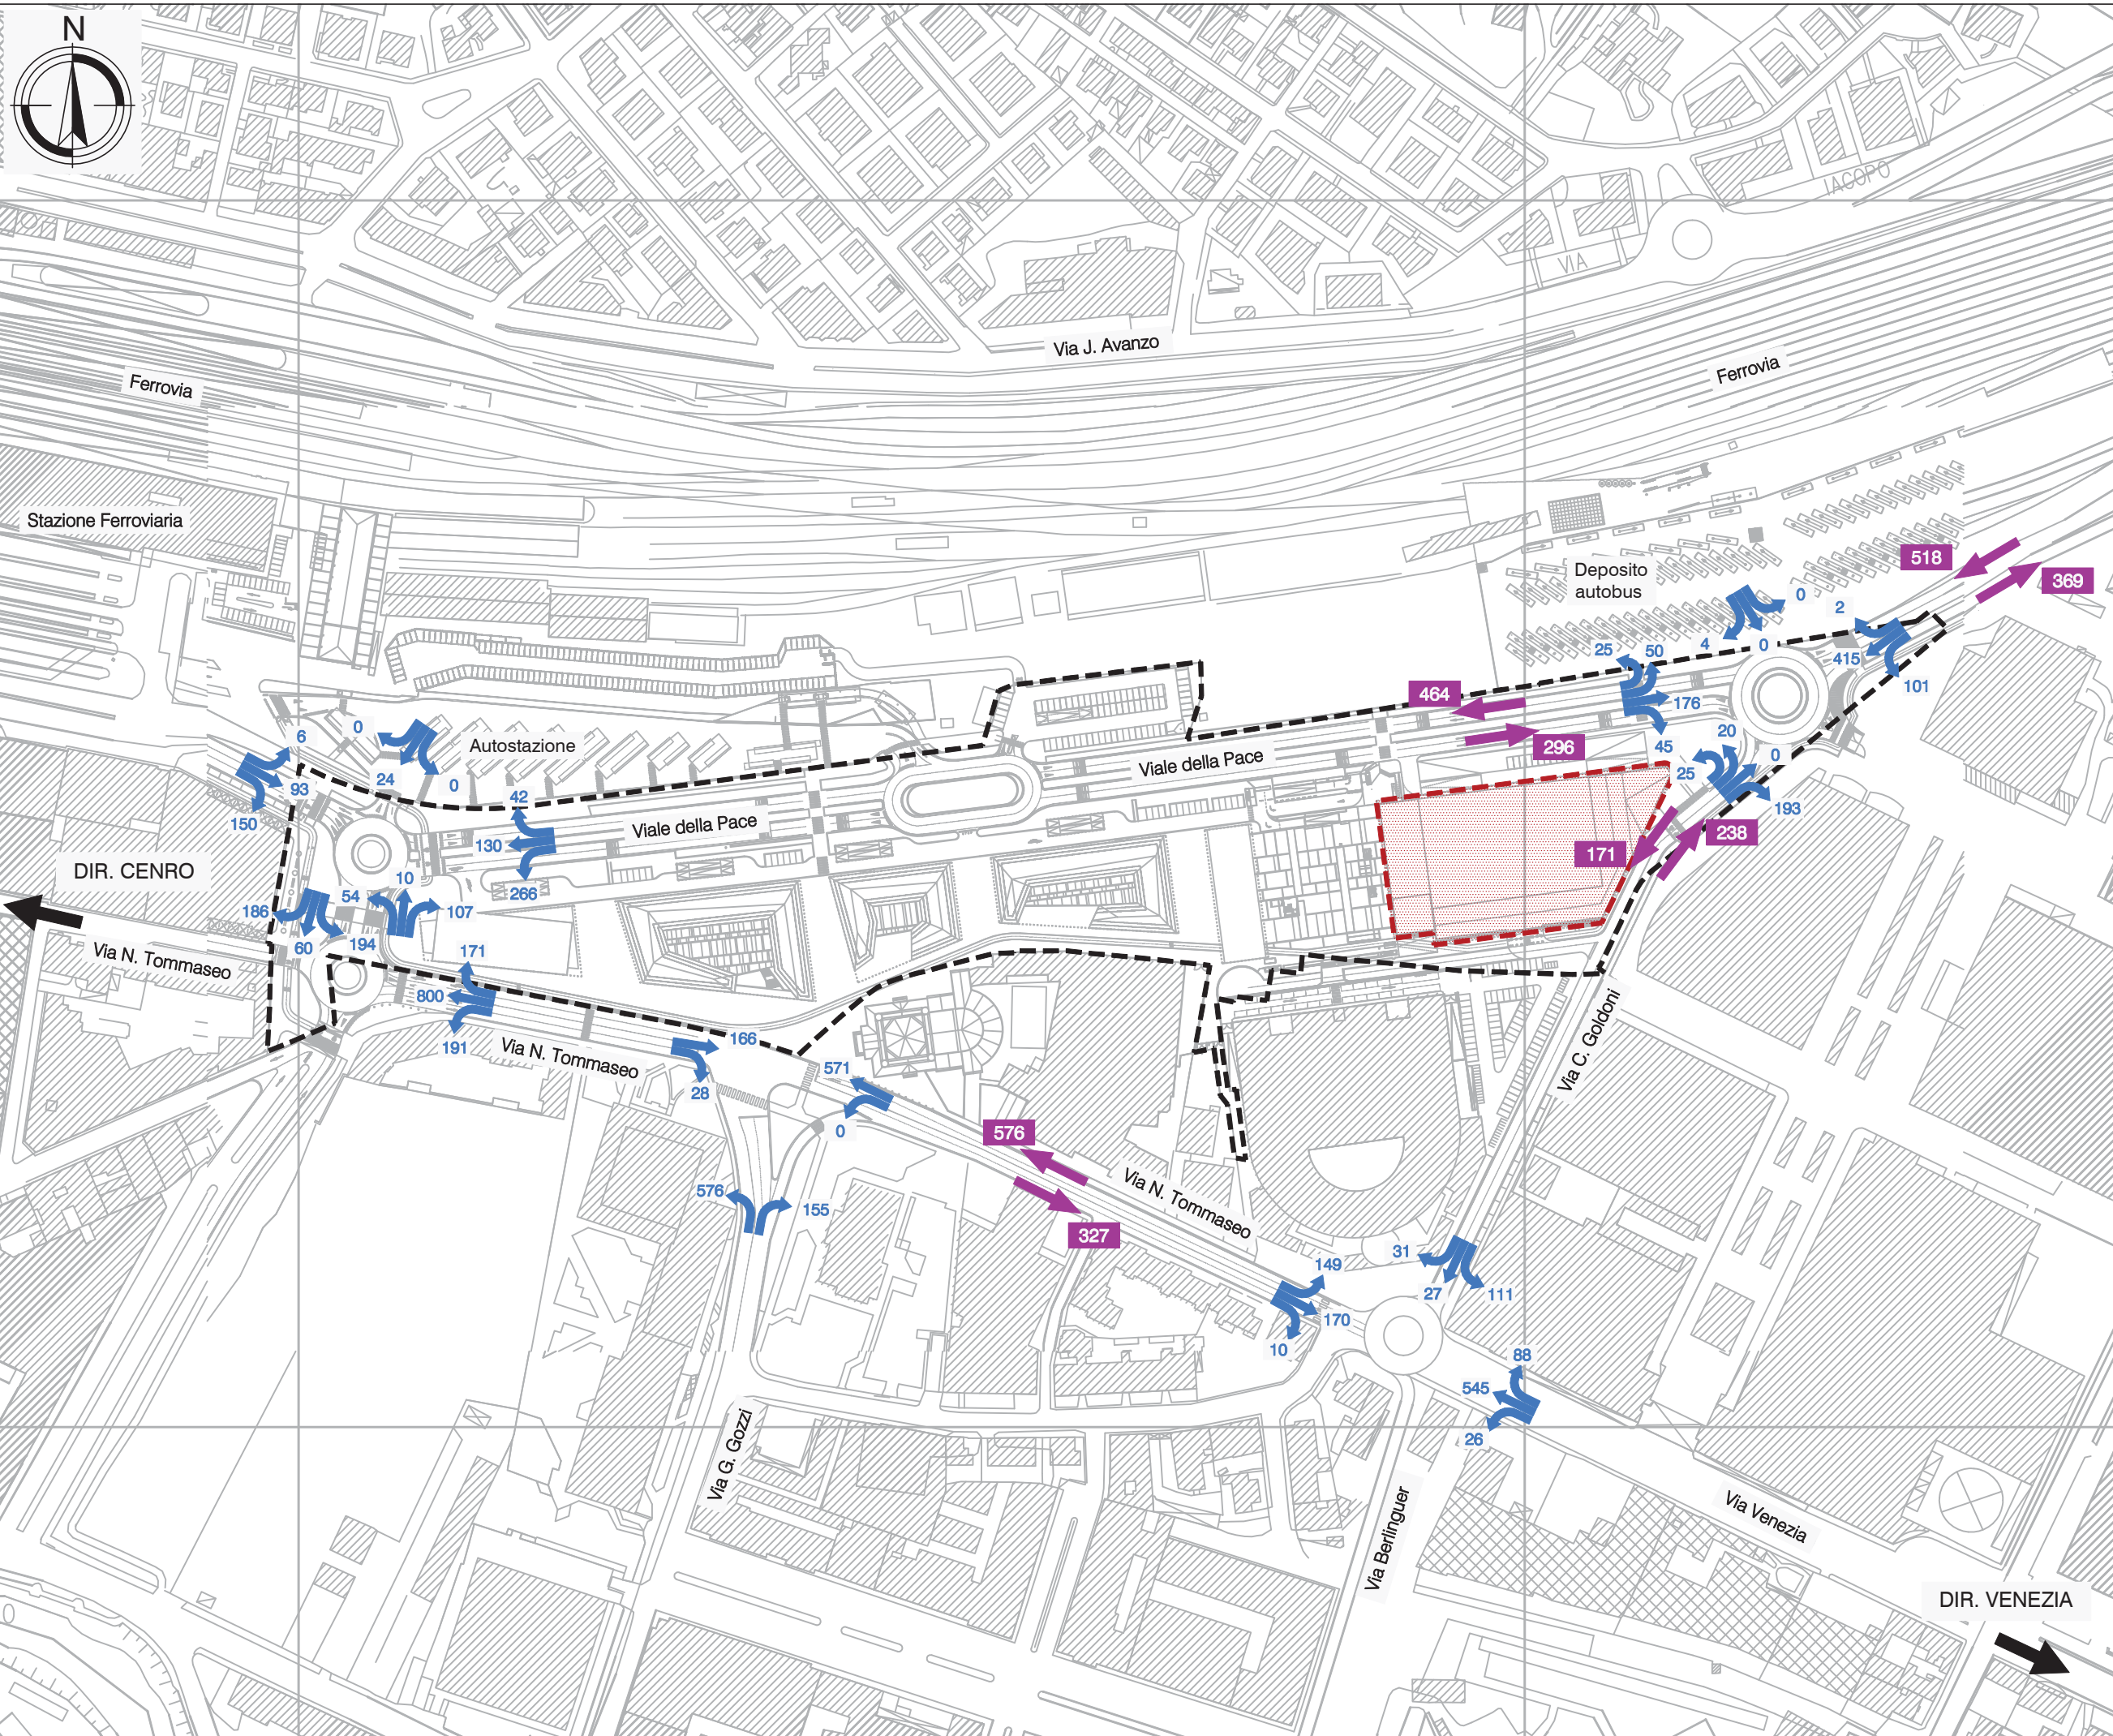 N
IACOPO
VIA
Via J. Avanzo
Ferrovia
Ferrovia
Stazione Ferroviaria
Deposito
autobus
518
369
0
2
4
0
415
101
25
50
176
45
464
296
20
0
25
193
238
171
6
93
150
0
24
0
Autostazione
42
130
266
Viale della Pace
Viale della Pace
DIR. CENRO
Via N. Tommaseo
186
60
194
54
10
107
171
800
191
Via N. Tommaseo
166
28
571
0
576
327
Via N. Tommaseo
576
155
Via C. Goldoni
149
170
10
31
27
111
88
545
26
Via G. Gozzi
Via Berlinguer
Via Venezia
DIR. VENEZIA